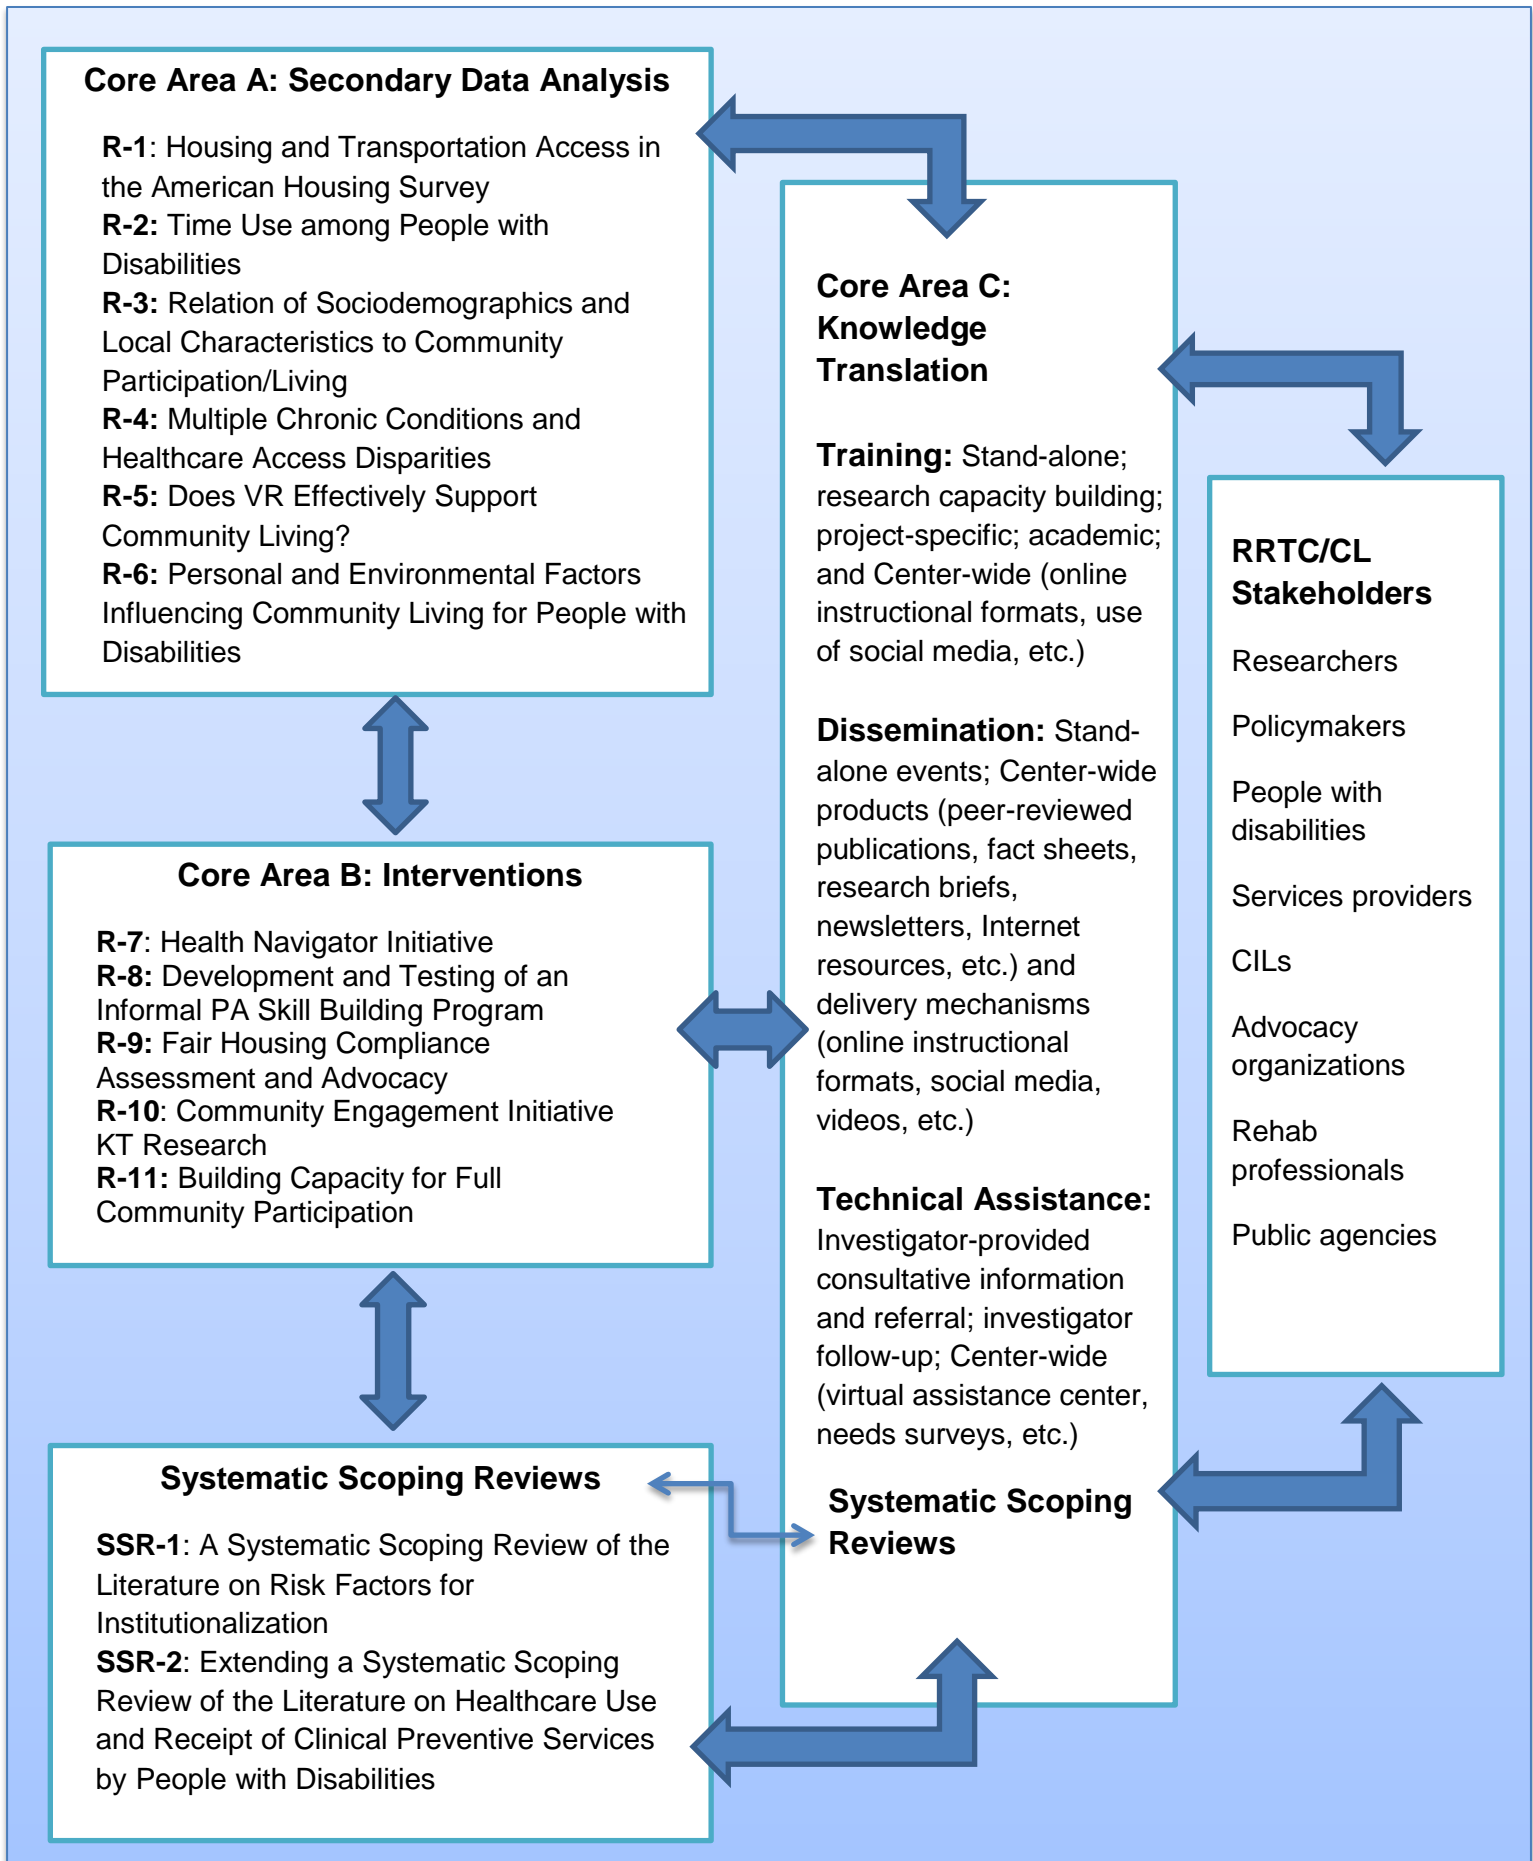 Core Area A: Secondary Data Analysis
R-1: Housing and Transportation Access in
the American Housing Survey
R-2: Time Use among People with
Disabilities
R-3: Relation of Sociodemographics and
Local Characteristics to Community
Participation/Living
R-4: Multiple Chronic Conditions and
Healthcare Access Disparities
R-5: Does VR Effectively Support
Community Living?
R-6: Personal and Environmental Factors
Influencing Community Living for People with
Disabilities
Core Area B: Interventions
R-7: Health Navigator Initiative
R-8: Development and Testing of an
Informal PA Skill Building Program
R-9: Fair Housing Compliance
Assessment and Advocacy
R-10: Community Engagement Initiative
KT Research
R-11: Building Capacity for Full
Community Participation
Systematic Scoping Reviews
SSR-1: A Systematic Scoping Review of the
Literature on Risk Factors for
Institutionalization
SSR-2: Extending a Systematic Scoping
Review of the Literature on Healthcare Use
and Receipt of Clinical Preventive Services
by People with Disabilities
Core Area C:
Knowledge
Translation
Training: Stand-alone;
research capacity building;
project-specific; academic;
and Center-wide (online
instructional formats, use
of social media, etc.)
Dissemination: Stand-
alone events; Center-wide
products (peer-reviewed
publications, fact sheets,
research briefs,
newsletters, Internet
resources, etc.) and
delivery mechanisms
(online instructional
formats, social media,
videos, etc.)
Technical Assistance:
Investigator-provided
consultative information
and referral; investigator
follow-up; Center-wide
(virtual assistance center,
needs surveys, etc.)
Systematic Scoping
Reviews
RRTC/CL
Stakeholders
Researchers
Policymakers
People with
disabilities
Services providers
CILs
Advocacy
organizations
Rehab
professionals
Public agencies